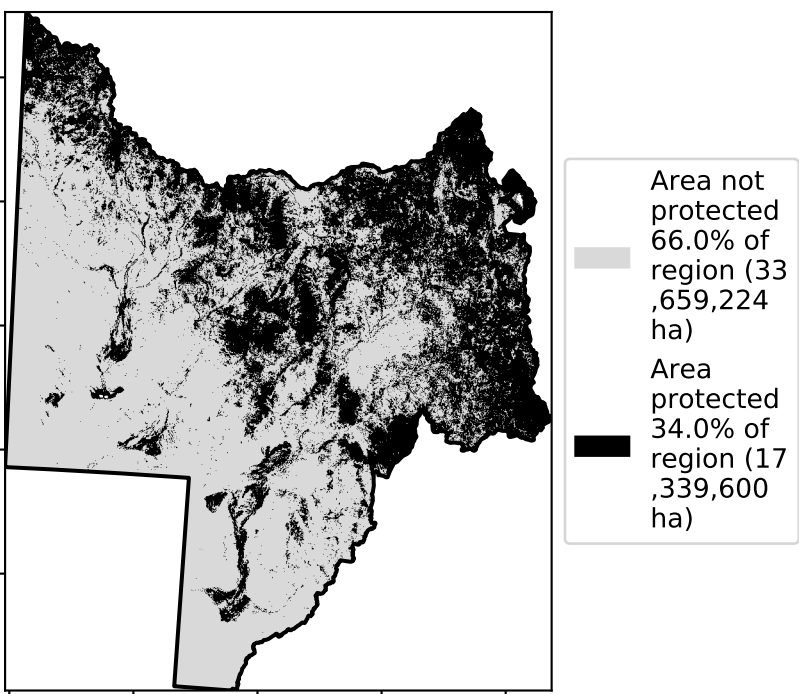 Area not
protected
66.0% of
region (33
,659,224
ha)
Area
protected
34.0% of
region (17
,339,600
ha)